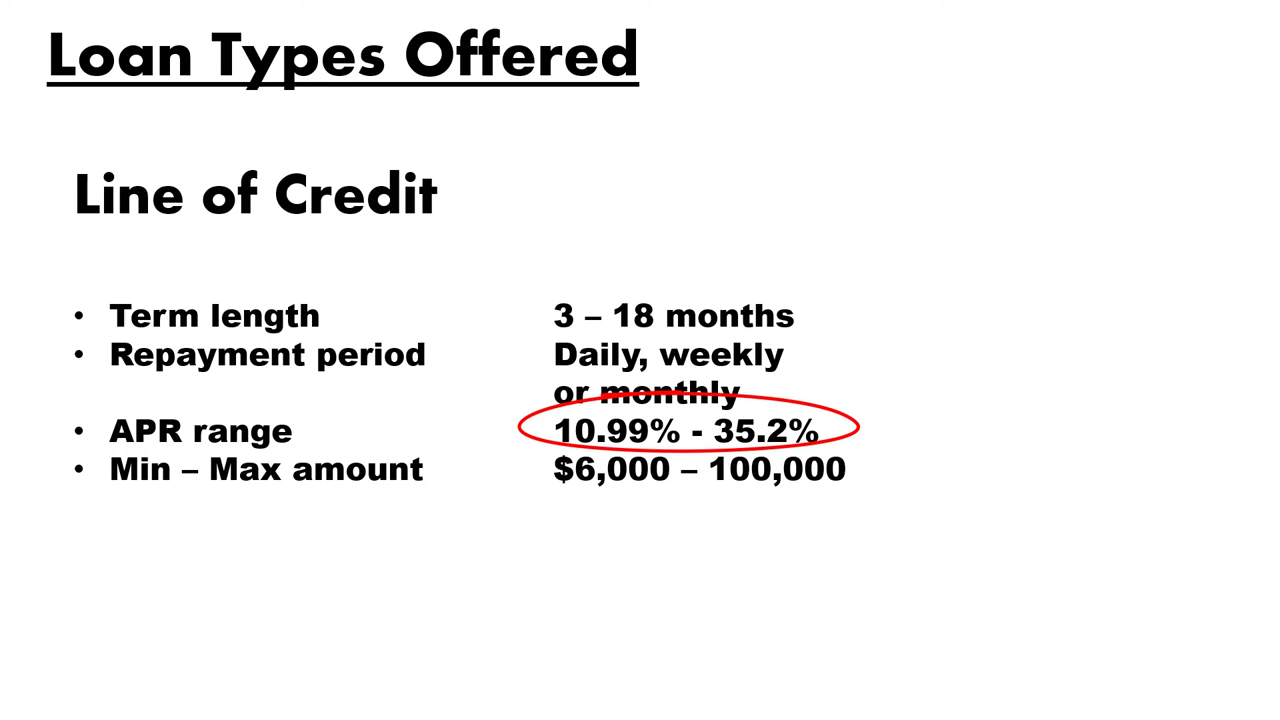 Loan Types Offered
Line of Credit
• Term length 3 – 18 months
• Repayment period Daily, weekly
or monthly
• APR range 10.99% - 35.2%
• Min – Max amount $6,000 – 100,000